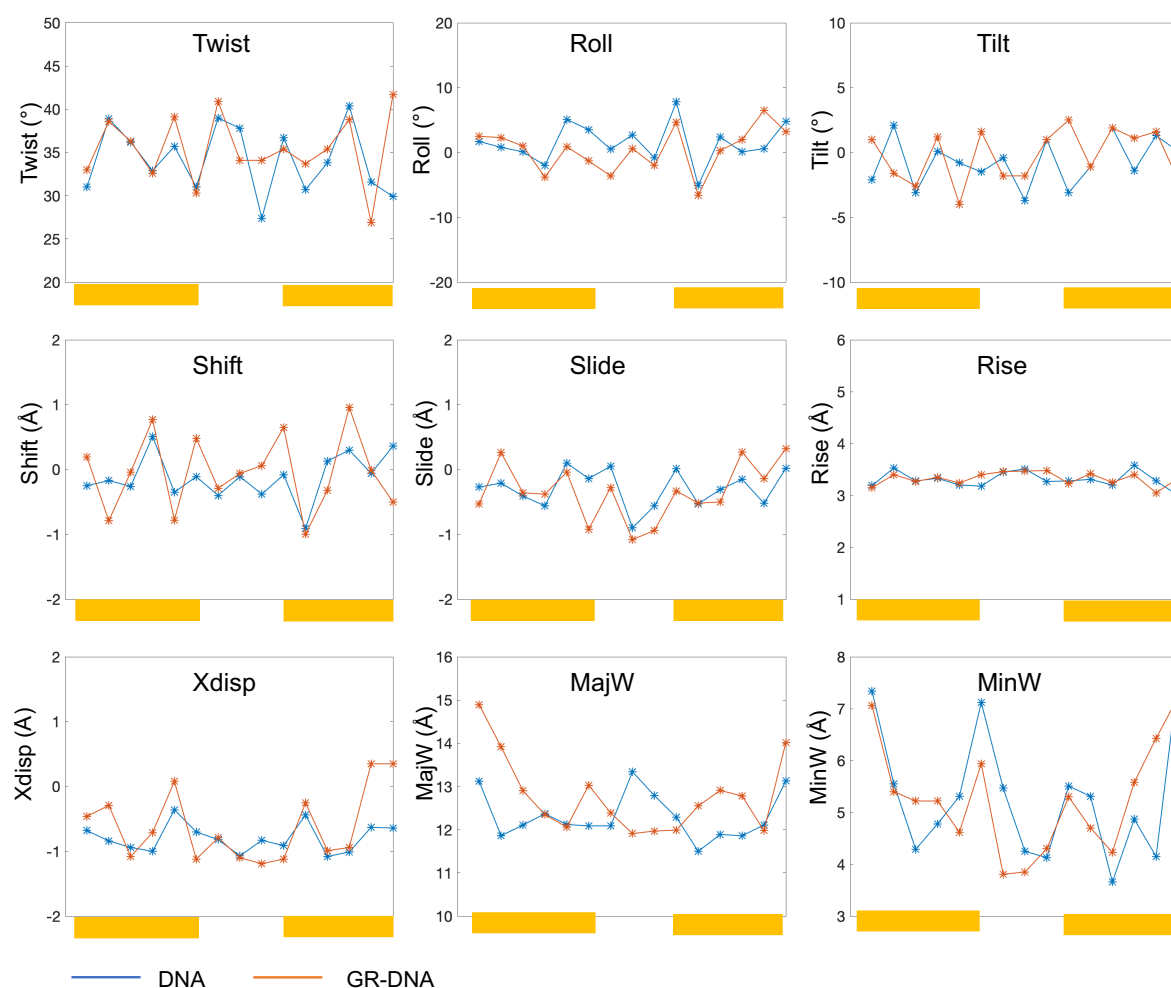 Twist
Twist (°)
50
45
40
35
30
25
20
Roll
Roll (°)
20
10
0
-10
-20
Tilt
Tilt (°)
10
5
0
-5
-10
Shift
Shift (Å)
2
1
0
-1
-2
Slide
Slide (Å)
2
1
0
-1
-2
Rise
Rise (Å)
6
5
4
3
2
1
Xdisp
Xdisp (A)
2
1
0
-1
-2
MajW
MajW (Å)
16
15
14
13
12
11
10
MinW
MinW (Å)
8
7
6
5
4
3
DNA
GR-DNA